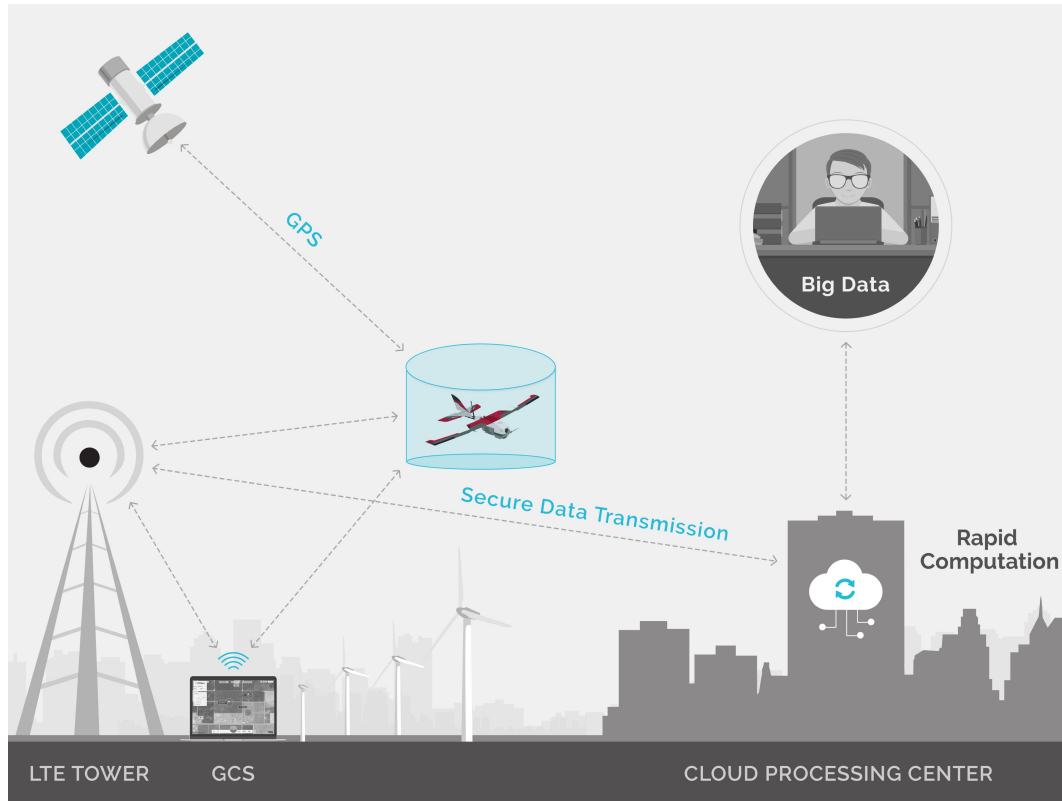 GPS
Big Data
Secure Data Transmission
Rapid
Computation
LTE TOWER
GCS
CLOUD PROCESSING CENTER